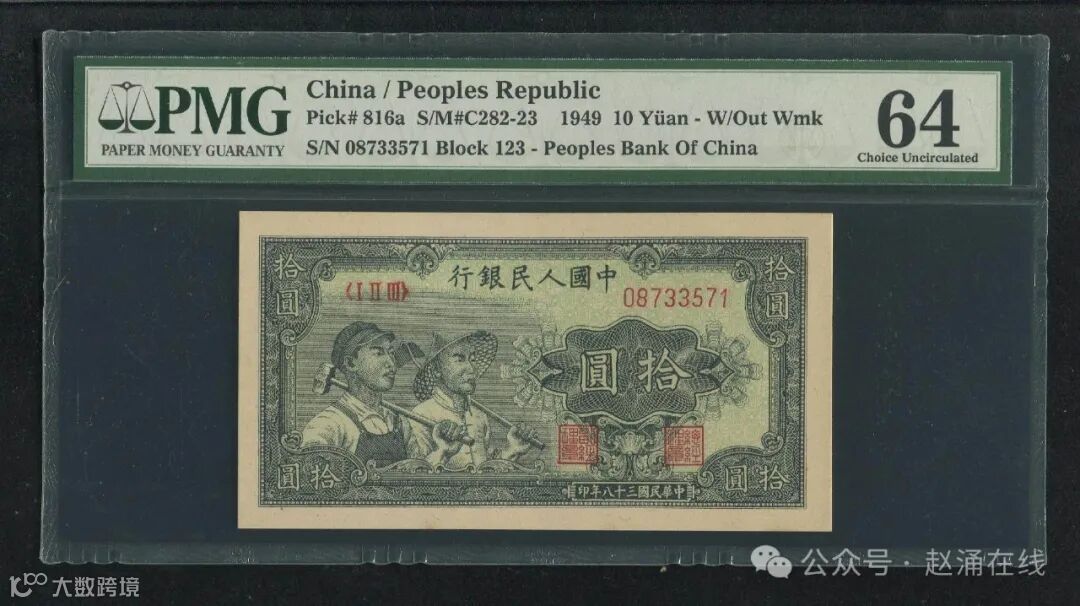 PMG
PAPER MONEY GUARANTY
China / Peoples Republic
Pick# 816a S/M#C282-23 1949 10 Yüan - W/Out Wmk
S/N 08733571 Block 123 - Peoples Bank Of China
64
Choice Uncirculated
行銀民人國中
〈I II III〉
08733571
拾圓
拾圓
圓拾
圓
拾
拾圓
印年八十三國民華中
公众号 · 赵涌在线
大数跨境